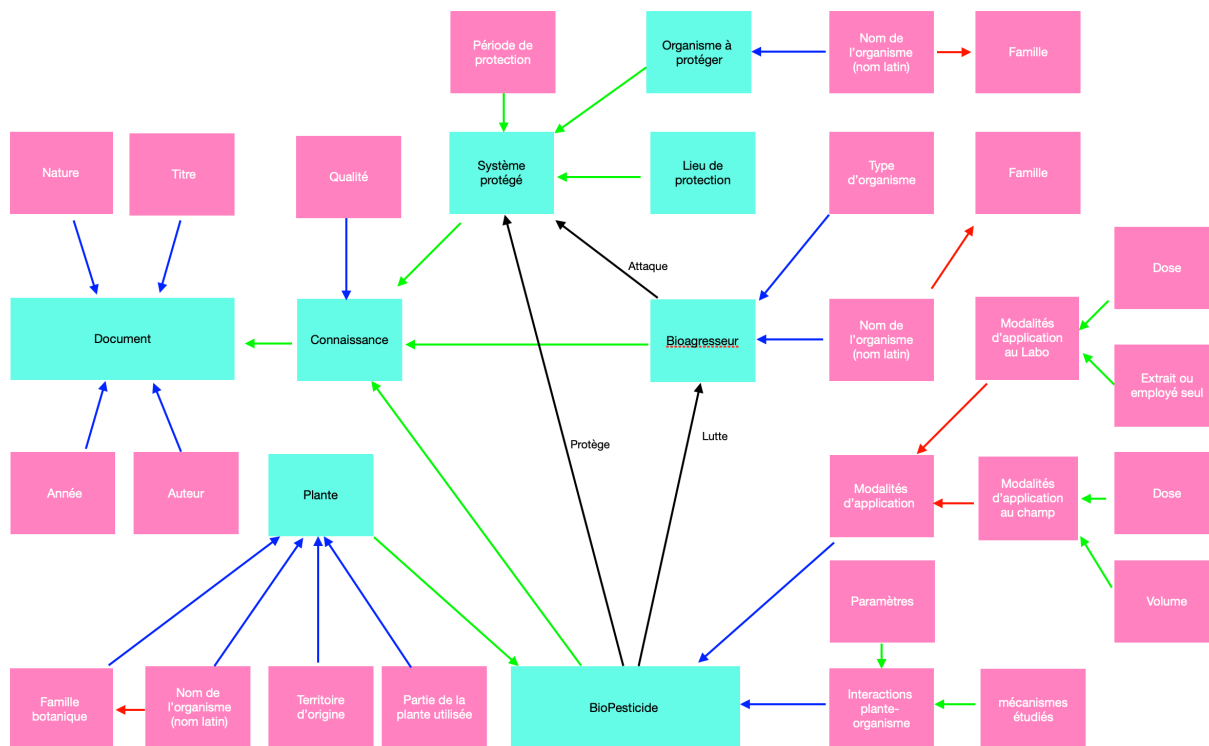 Période de
protection
Organisme à
protéger
Nom de
l'organisme
(nom latin)
Famille
Nature
Titre
Qualité
Système
protégé
Lieu de
protection
Type
d'organisme
Famille
Attaque
Dose
Document
Connaissance
Bioagresseur
Nom de
l'organisme
(nom latin)
Modalités
d'application
au Labo
Extrait ou
employé seul
Protège
Lutte
Année
Auteur
Plante
Modalités
d'application
Modalités
d'application
au champ
Dose
Paramètres
Volume
Famille
botanique
Nom de
l'organisme
(nom latin)
Territoire
d'origine
Partie de la
plante utilisée
BioPesticide
Interactions
plante-
organisme
mécanismes
étudiés